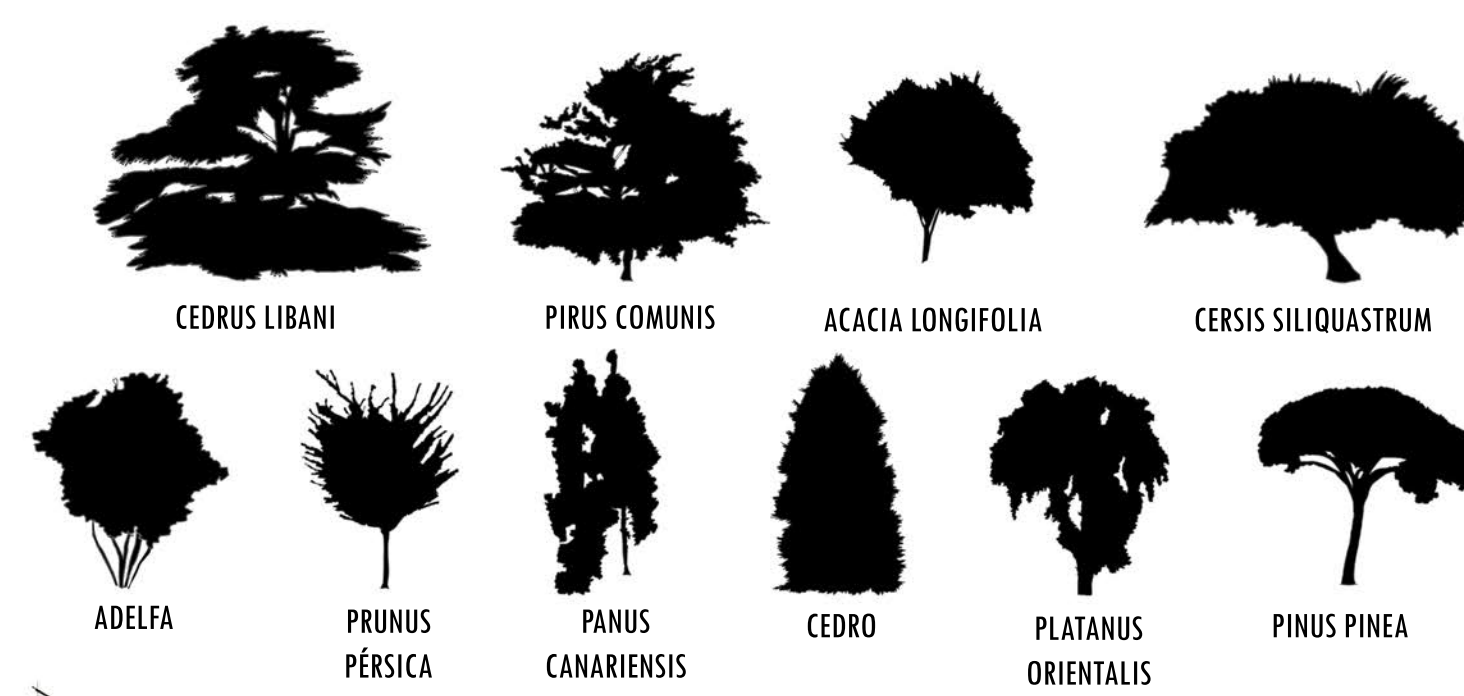 CEDRUS LIBANI
PIRUS COMUNIS
ACACIA LONGIFOLIA
CERSIS SILIQUASTRUM
ADELFA
PRUNUS
PÉRSICA
PANUS
CANARIENSIS
CEDRO
PLATANUS
ORIENTALIS
PINUS PINEA